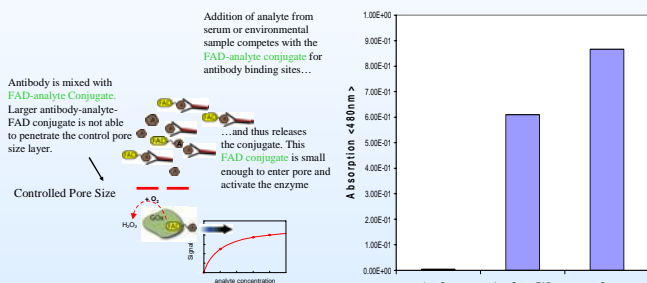 Addition of analyte from
serum or environmental
sample competes with the
FAD-analyte conjugate for
antibody binding sites…
Antibody is mixed with
FAD-analyte Conjugate.
Larger antibody-analyte-
FAD conjugate is not able
to penetrate the control pore
size layer.
FAD
A
FAD
FAD
FAD
…and thus releases
the conjugate. This
FAD conjugate is small
enough to enter pore and
activate the enzyme
Controlled Pore Size
+ O₂
H₂O₂
GOx
FAD
Signal
analyte concentration
Absorption <480nm>
1.00E+00
9.00E-01
8.00E-01
7.00E-01
6.00E-01
5.00E-01
4.00E-01
3.00E-01
2.00E-01
1.00E-01
0.00E+00